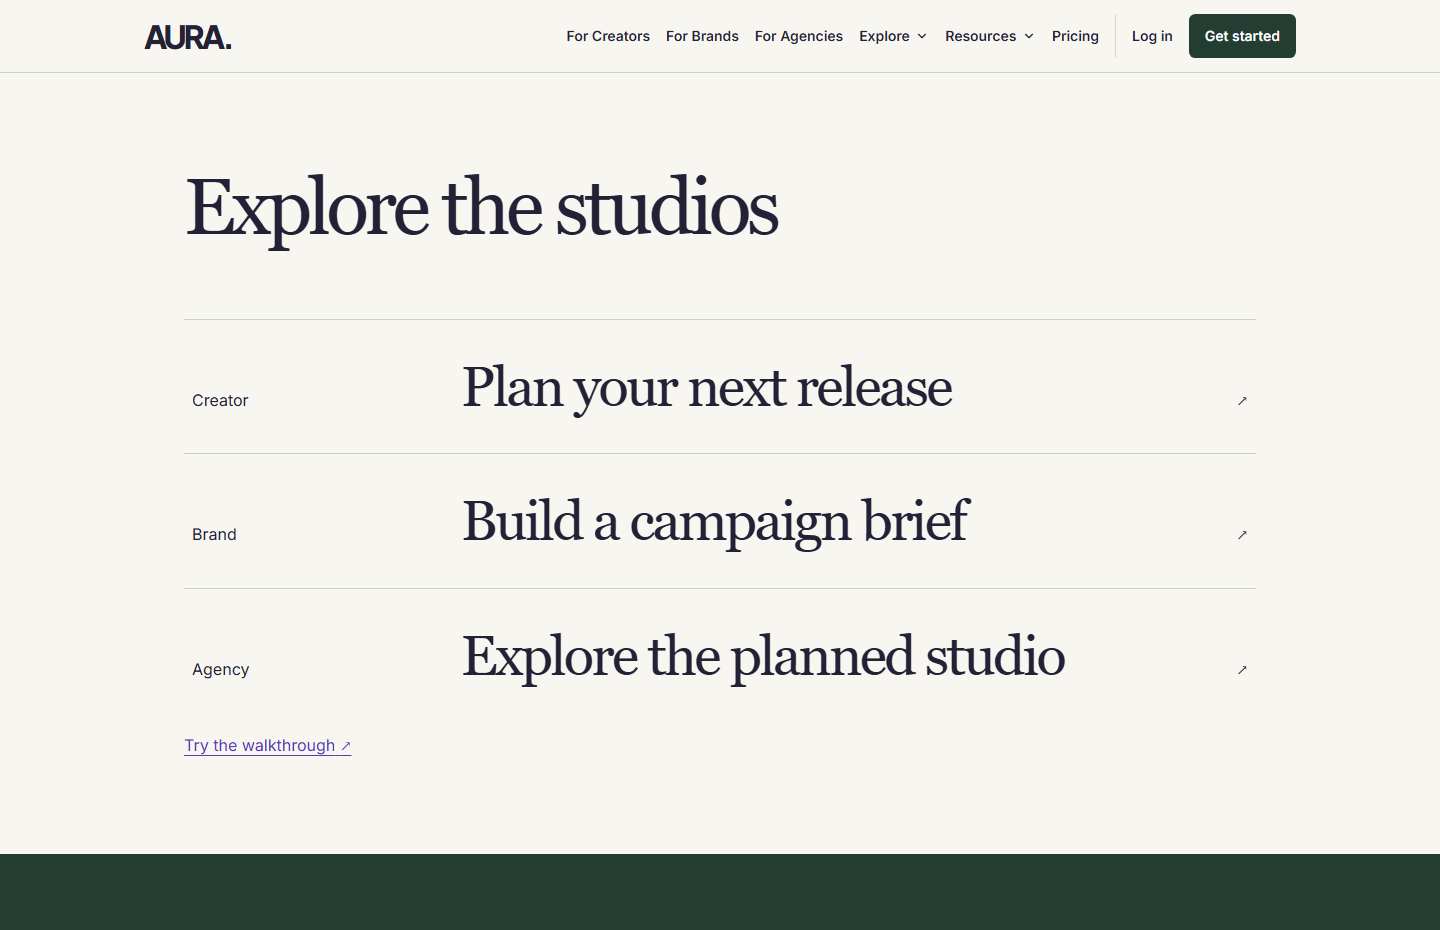 AURA.
For Creators For Brands For Agencies Explore Resources Pricing Log in Get started
Explore the studios
Creator Plan your next release ↗
Brand Build a campaign brief ↗
Agency Explore the planned studio ↗
Try the walkthrough ↗